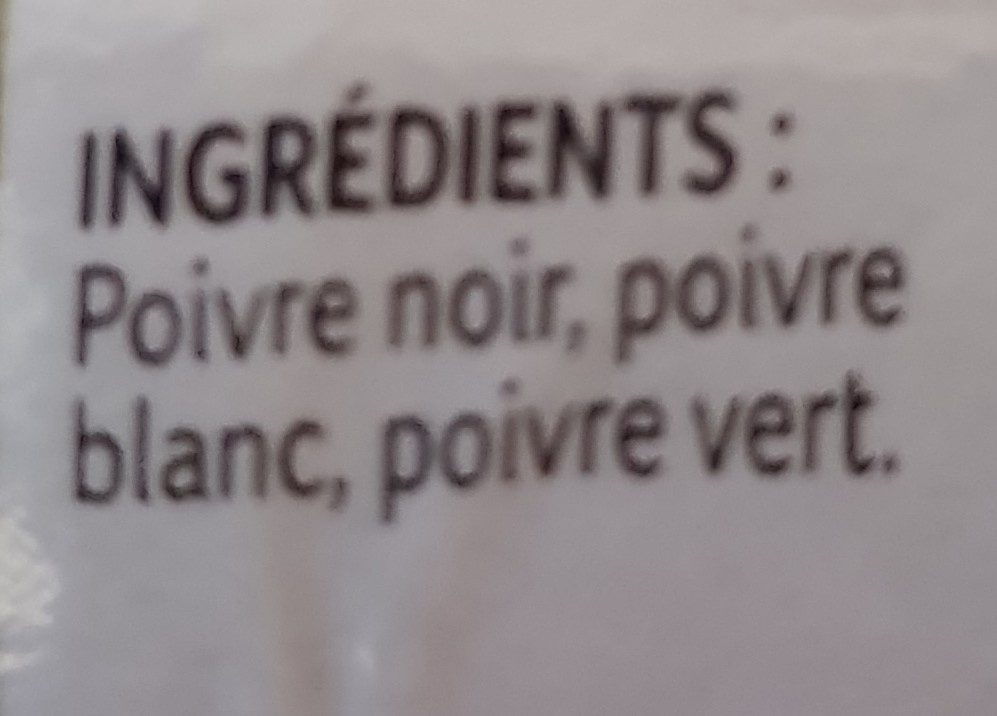 INGRÉDIENTS :
Poivre noir, poivre
blanc, poivre vert.